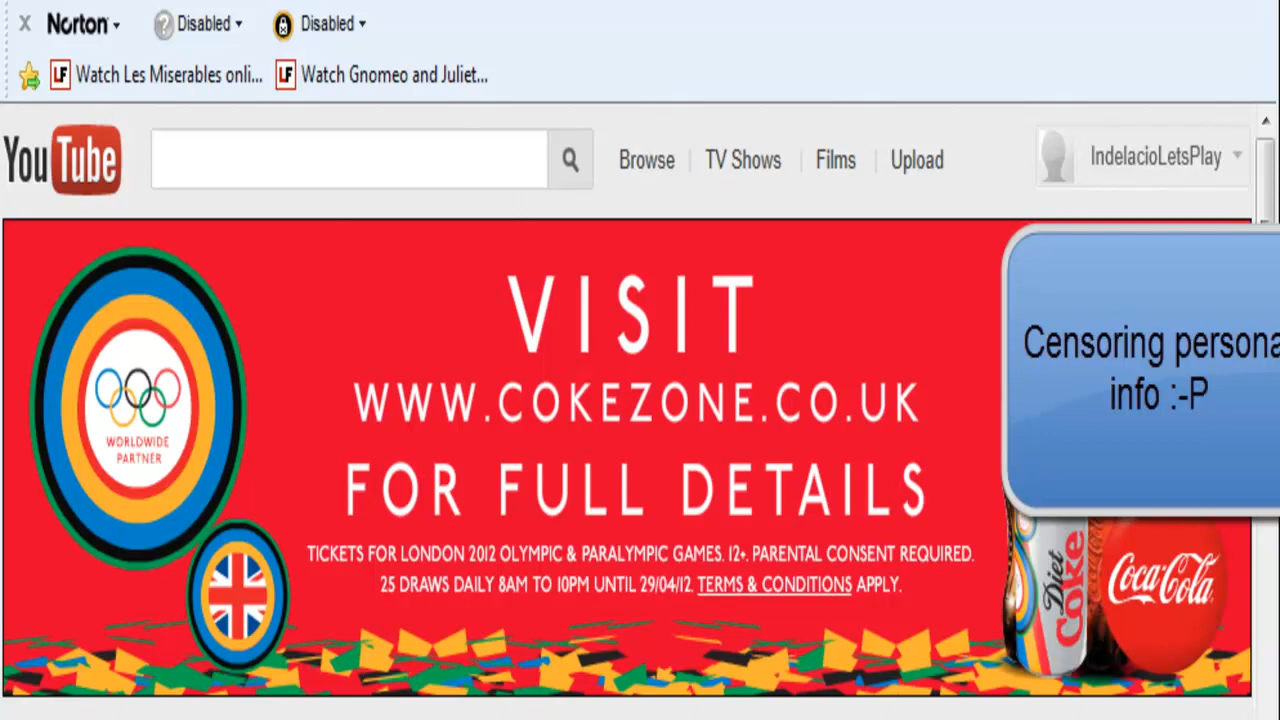 Norton
Disabled
Disabled
Watch Les Miserables onli...
Watch Gnomeo and Juliet...
YouTube
Browse
TV Shows
Films
Upload
IndelacioLetsPlay
VISIT
WWW.COKEZONE.CO.UK
FOR FULL DETAILS
TICKETS FOR LONDON 2012 OLYMPIC & PARALYMPIC GAMES. 12+. PARENTAL CONSENT REQUIRED.
25 DRAWS DAILY 8AM TO 10PM UNTIL 29/04/12. TERMS & CONDITIONS APPLY.
WORLDWIDE
PARTNER
Censoring persona
info :-P
Diet
Coke
Coca-Cola